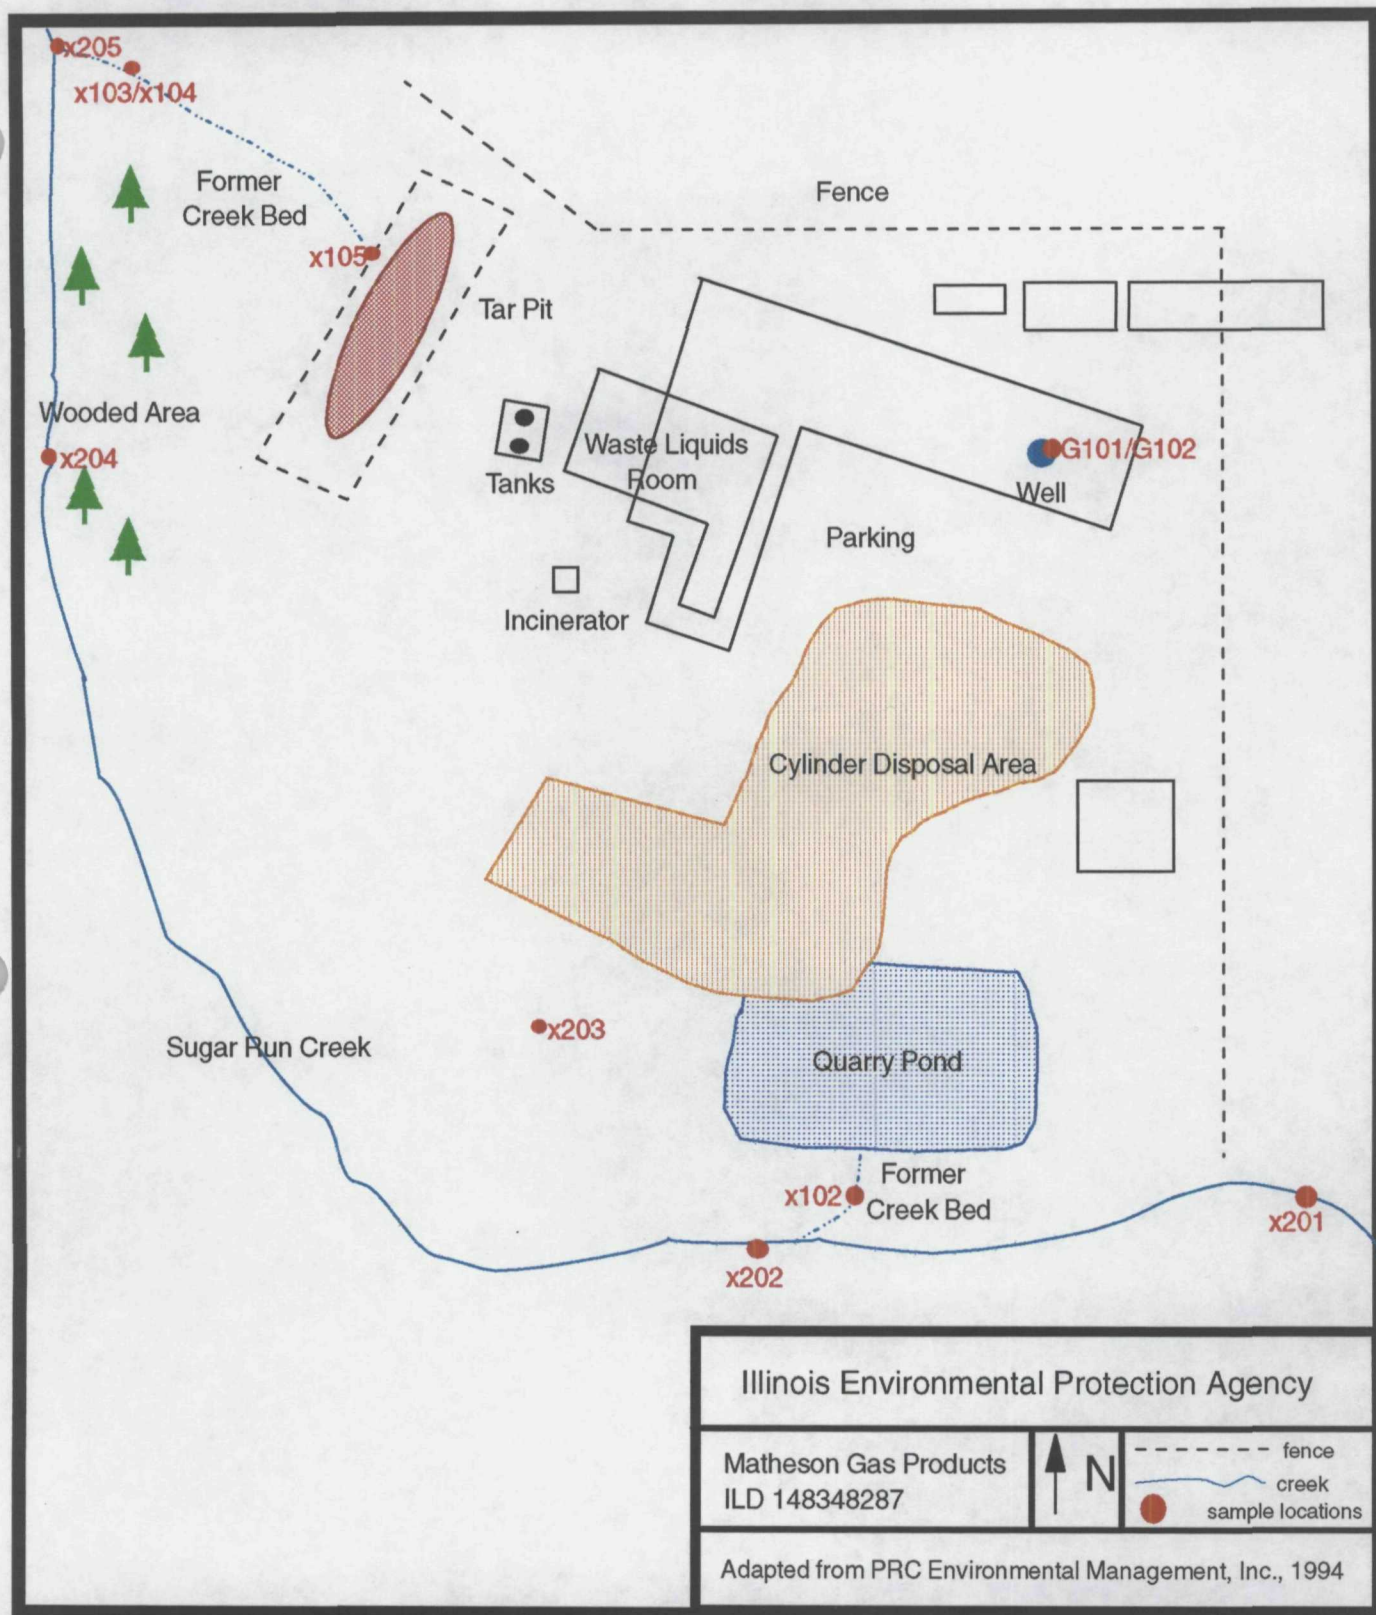 x205
x103/x104
Former
Creek Bed
Fence
x105
Tar Pit
Wooded Area
x204
Tanks
Waste Liquids
Room
G101/G102
Well
Parking
Incinerator
Cylinder Disposal Area
x203
Sugar Run Creek
Quarry Pond
Former
Creek Bed
x102
x201
x202
Illinois Environmental Protection Agency
Matheson Gas Products
ILD 148348287
N
fence
creek
sample locations
Adapted from PRC Environmental Management, Inc., 1994